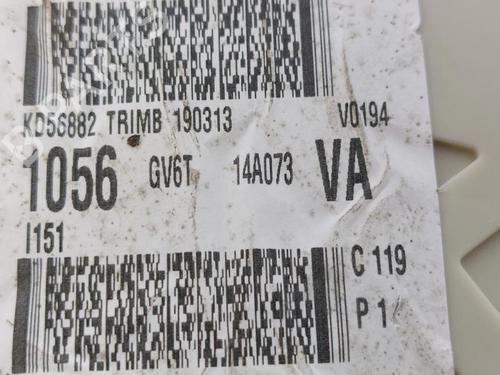 KD56882 TRIMB 190313 V0194
1056 GV6T 14A073 VA
I151
C 119
P 1